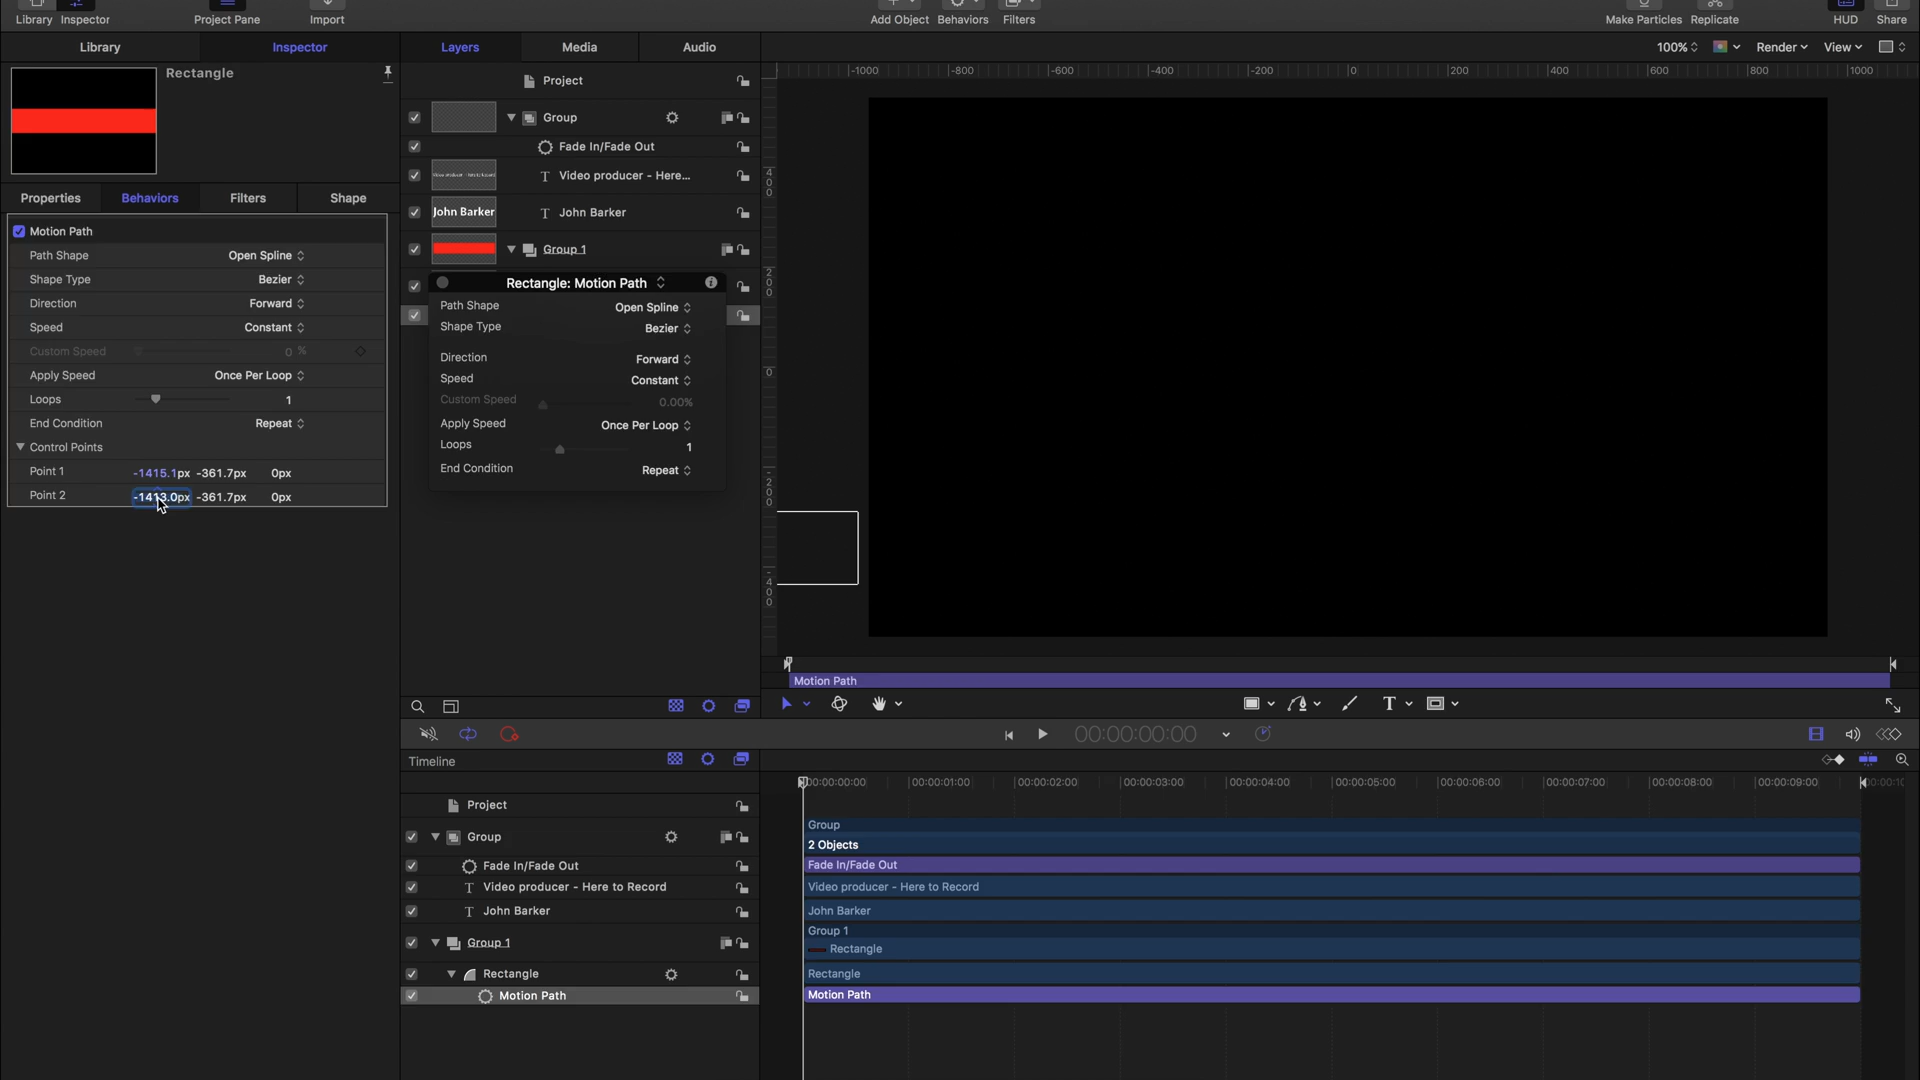 Library Inspector Project Pane Import Add Object Behaviors Filters Make Particles Replicate HUD Share
Library Inspector Layers Media Audio 100% Render View
Rectangle
Properties Behaviors Filters Shape
Motion Path
Path Shape Open Spline
Shape Type Bezier
Direction Forward
Speed Constant
Custom Speed 0 %
Apply Speed Once Per Loop
Loops 1
End Condition Repeat
Control Points
Point 1 -1415.1px -361.7px 0px
Point 2 -1413.0px -361.7px 0px
Project
Group
Fade In/Fade Out
Video producer - Here...
John Barker John Barker
Group 1
Rectangle: Motion Path
Path Shape Open Spline
Shape Type Bezier
Direction Forward
Speed Constant
Custom Speed 0.00%
Apply Speed Once Per Loop
Loops 1
End Condition Repeat
-1000 -800 -600 -400 -200 0 200 400 600 800 1000
400
200
0
-200
-400
Motion Path
T
00:00:00:00
Timeline
00:00:00:00 00:00:01:00 00:00:02:00 00:00:03:00 00:00:04:00 00:00:05:00 00:00:06:00 00:00:07:00 00:00:08:00 00:00:09:00 00:00:10
Project
Group
Fade In/Fade Out
T Video producer - Here to Record
T John Barker
Group 1
Rectangle
Motion Path
Group
2 Objects
Fade In/Fade Out
Video producer - Here to Record
John Barker
Group 1
Rectangle
Rectangle
Motion Path